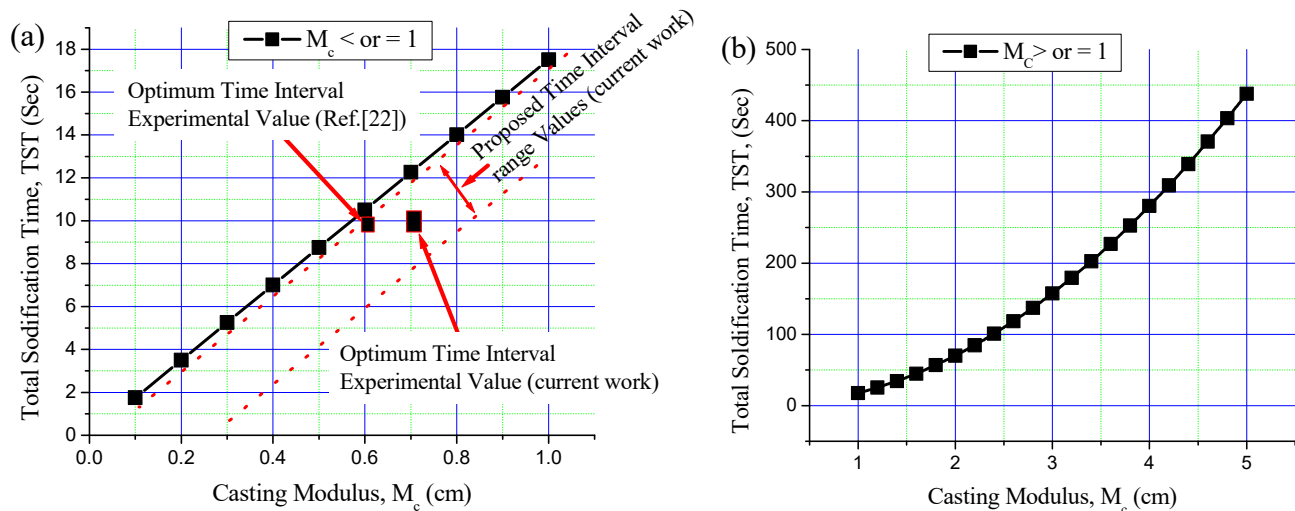 (a)
M_c < or = 1
Optimum Time Interval
Experimental Value (Ref.[22])
Proposed Time Interval
range Values (current work)
Optimum Time Interval
Experimental Value (current work)
Total Sodification Time, TST (Sec)
18
16
14
12
10
8
6
4
2
0
0.0 0.2 0.4 0.6 0.8 1.0
Casting Modulus, M_c (cm)
(b)
M_C > or = 1
Total Soldification Time, TST, (Sec)
500
400
300
200
100
0
1 2 3 4 5
Casting Modulus, M_c (cm)